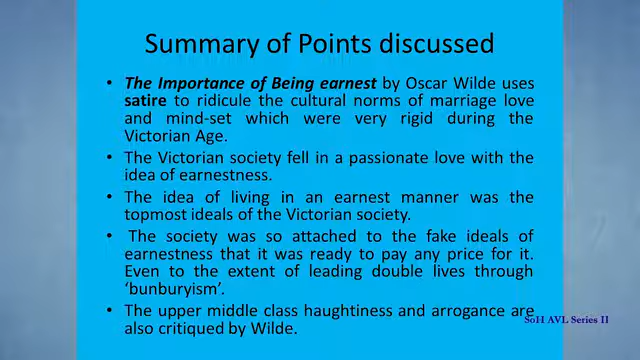 Summary of Points discussed
• The Importance of Being earnest by Oscar Wilde uses
satire to ridicule the cultural norms of marriage love
and mind-set which were very rigid during the
Victorian Age.
• The Victorian society fell in a passionate love with the
idea of earnestness.
• The idea of living in an earnest manner was the
topmost ideals of the Victorian society.
• The society was so attached to the fake ideals of
earnestness that it was ready to pay any price for it.
Even to the extent of leading double lives through
‘bunburyism’.
• The upper middle class haughtiness and arrogance are
also critiqued by Wilde.
SoH AVL Series II